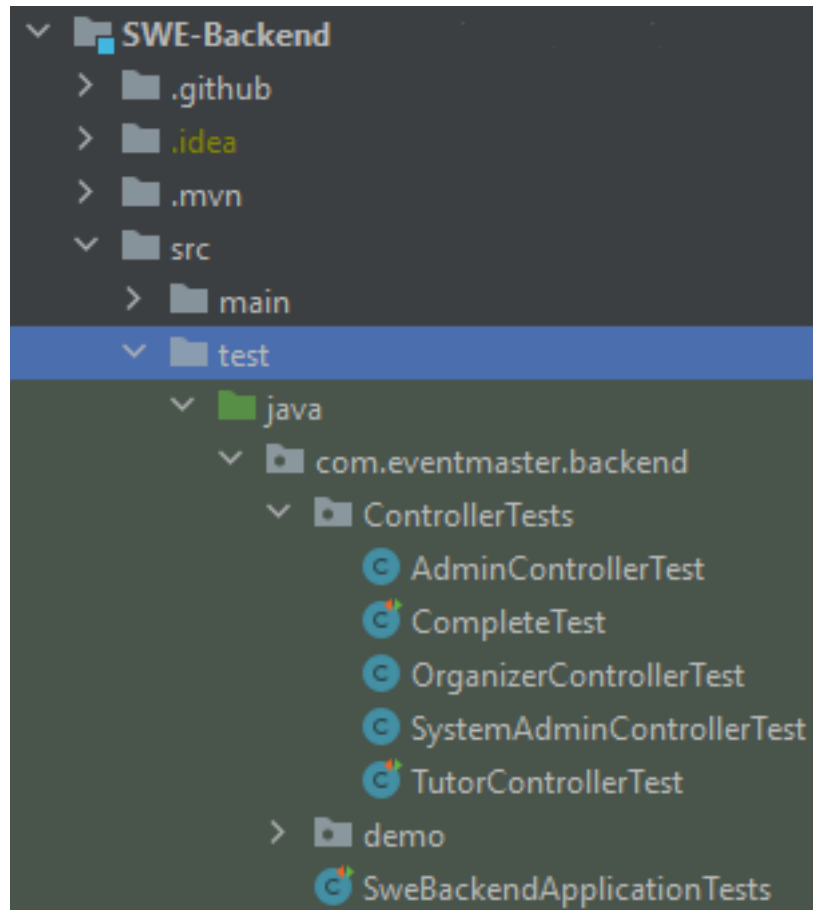 SWE-Backend
.github
.idea
.mvn
src
main
test
java
com.eventmaster.backend
ControllerTests
AdminControllerTest
CompleteTest
OrganizerControllerTest
SystemAdminControllerTest
TutorControllerTest
demo
SweBackendApplicationTests